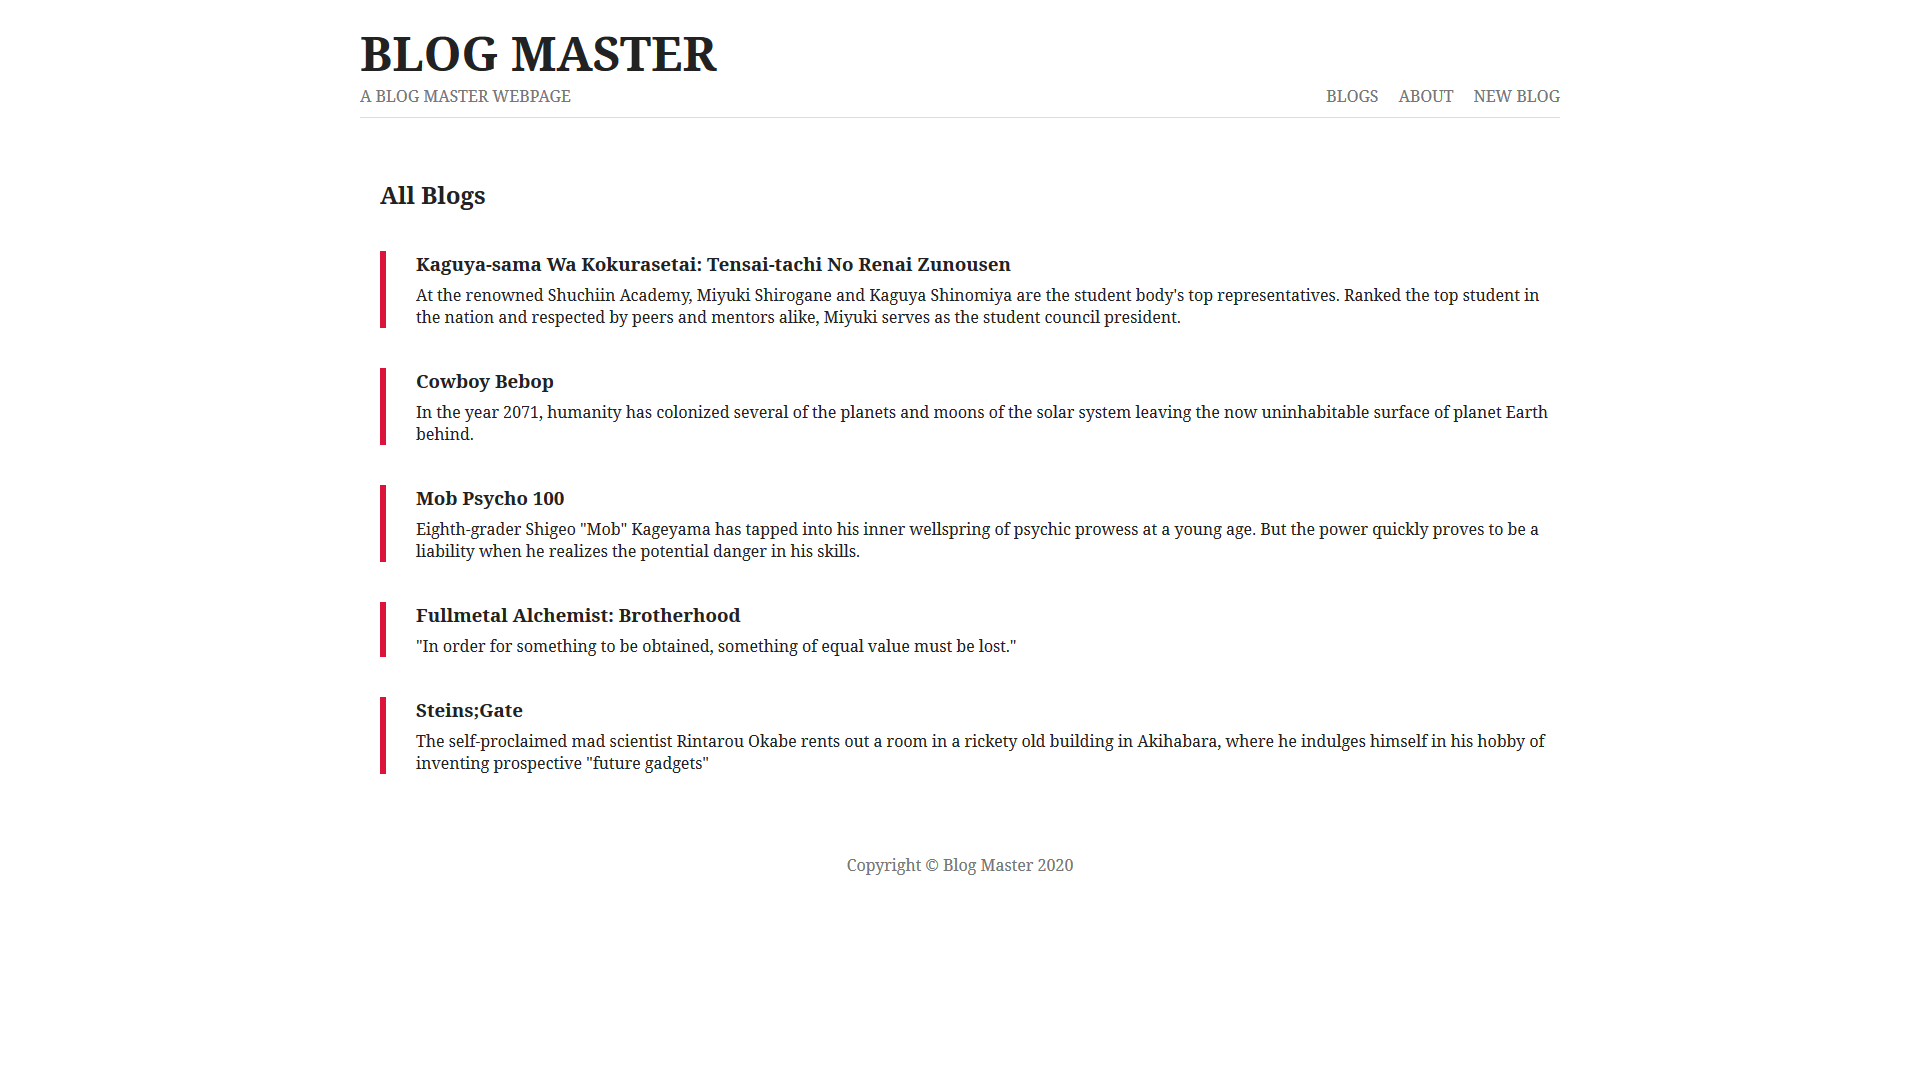 BLOG MASTER
A BLOG MASTER WEBPAGE
BLOGS ABOUT NEW BLOG
All Blogs
Kaguya-sama Wa Kokurasetai: Tensai-tachi No Renai Zunousen
At the renowned Shuchiin Academy, Miyuki Shirogane and Kaguya Shinomiya are the student body's top representatives. Ranked the top student in
the nation and respected by peers and mentors alike, Miyuki serves as the student council president.
Cowboy Bebop
In the year 2071, humanity has colonized several of the planets and moons of the solar system leaving the now uninhabitable surface of planet Earth
behind.
Mob Psycho 100
Eighth-grader Shigeo "Mob" Kageyama has tapped into his inner wellspring of psychic prowess at a young age. But the power quickly proves to be a
liability when he realizes the potential danger in his skills.
Fullmetal Alchemist: Brotherhood
"In order for something to be obtained, something of equal value must be lost."
Steins;Gate
The self-proclaimed mad scientist Rintarou Okabe rents out a room in a rickety old building in Akihabara, where he indulges himself in his hobby of
inventing prospective "future gadgets"
Copyright © Blog Master 2020